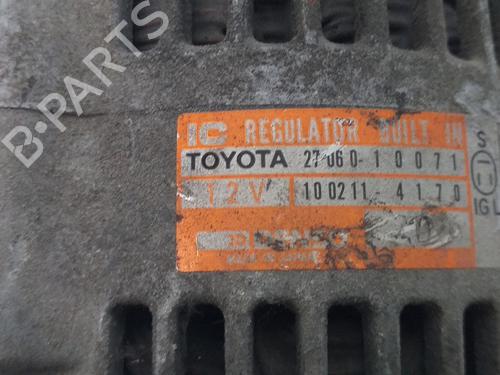 IC REGULATOR BUILT IN
TOYOTA 27060-10071
12V 100211-4170
DENSO
MADE IN JAPAN
S
IG L
B-PARTS